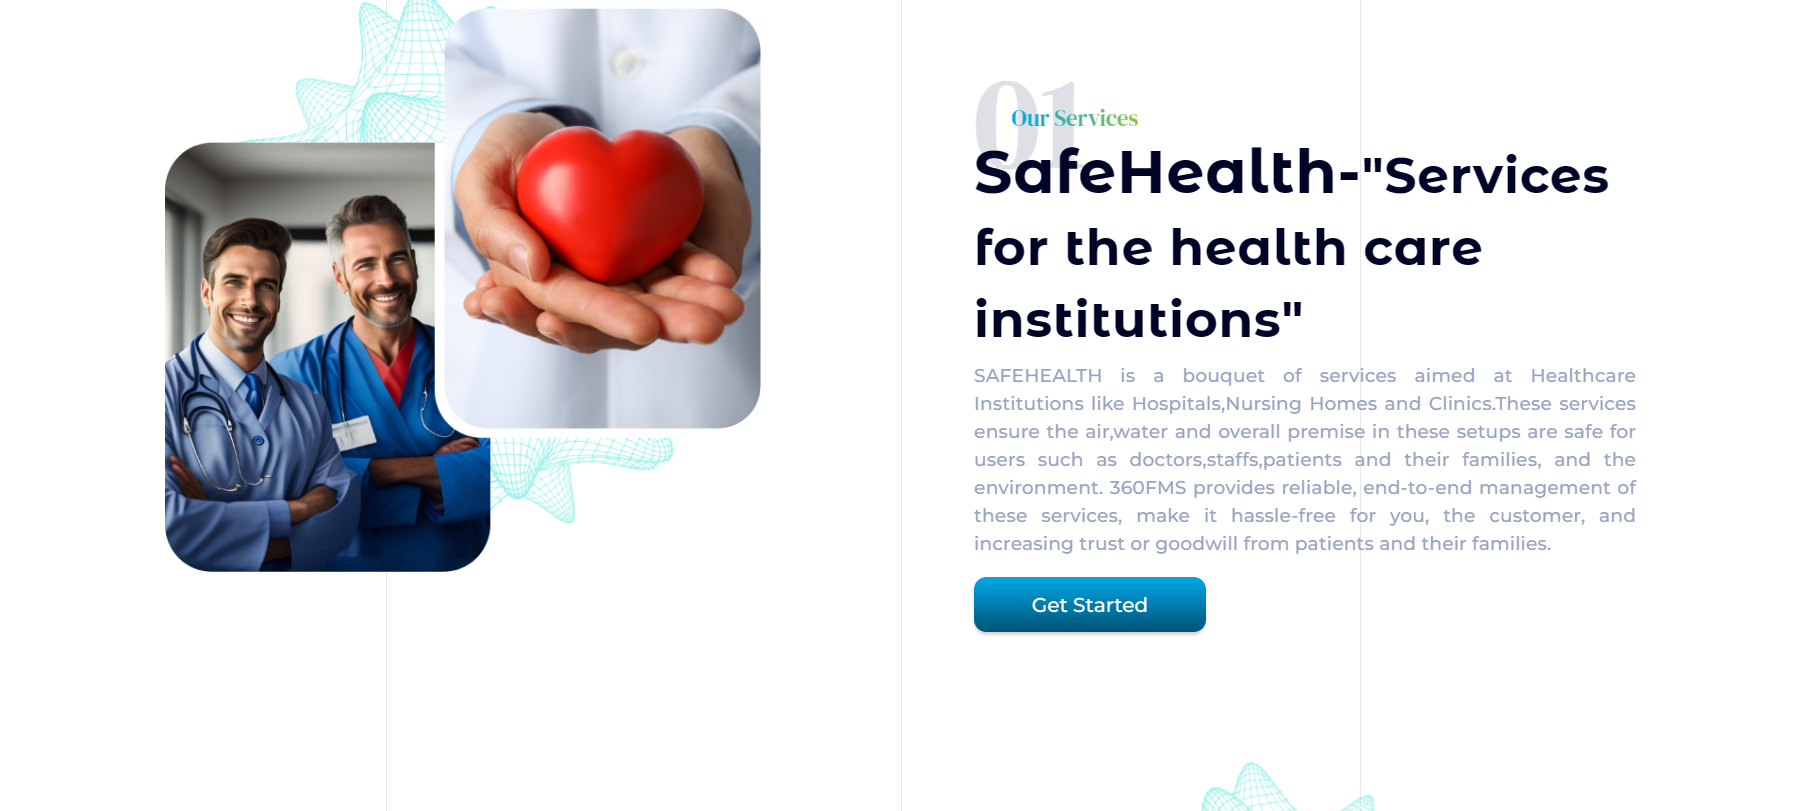 01
Our Services
SafeHealth-"Services
for the health care
institutions"
SAFEHEALTH is a bouquet of services aimed at Healthcare
Institutions like Hospitals,Nursing Homes and Clinics.These services
ensure the air,water and overall premise in these setups are safe for
users such as doctors,staffs,patients and their families, and the
environment. 360FMS provides reliable, end-to-end management of
these services, make it hassle-free for you, the customer, and
increasing trust or goodwill from patients and their families.
Get Started